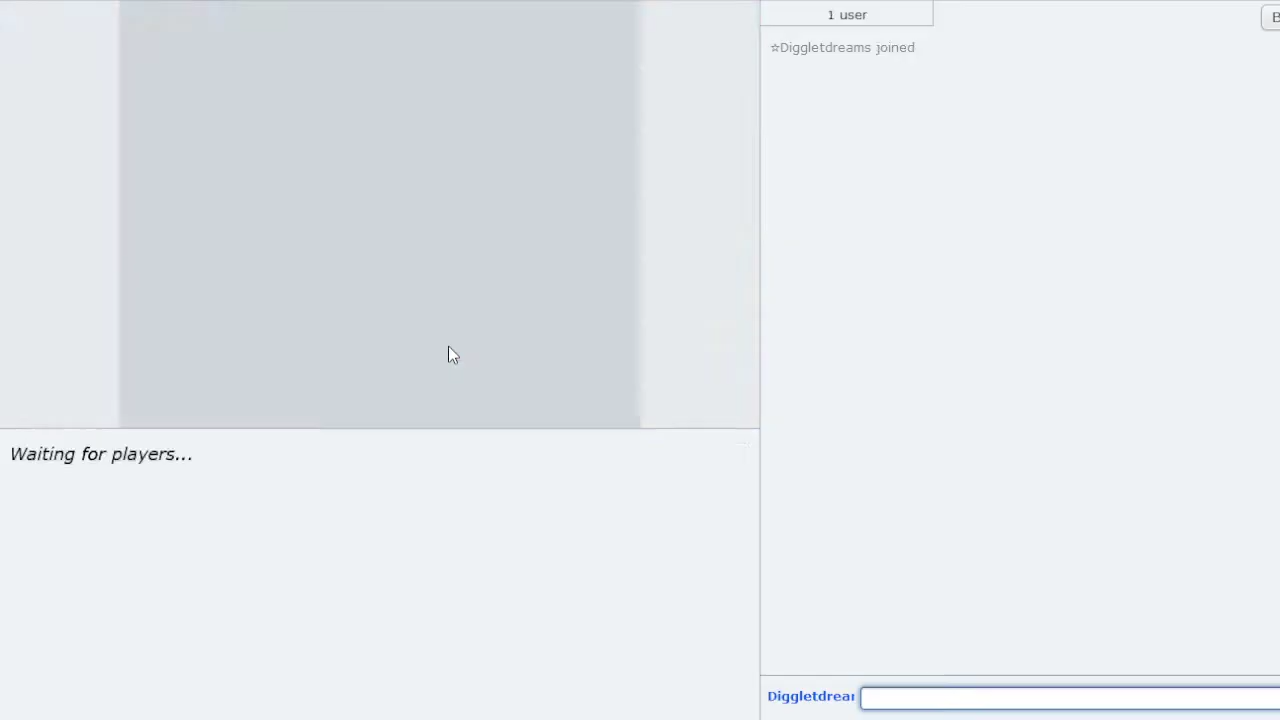 1 user
B
☆Diggletdreams joined
Waiting for players...
Diggletdrear